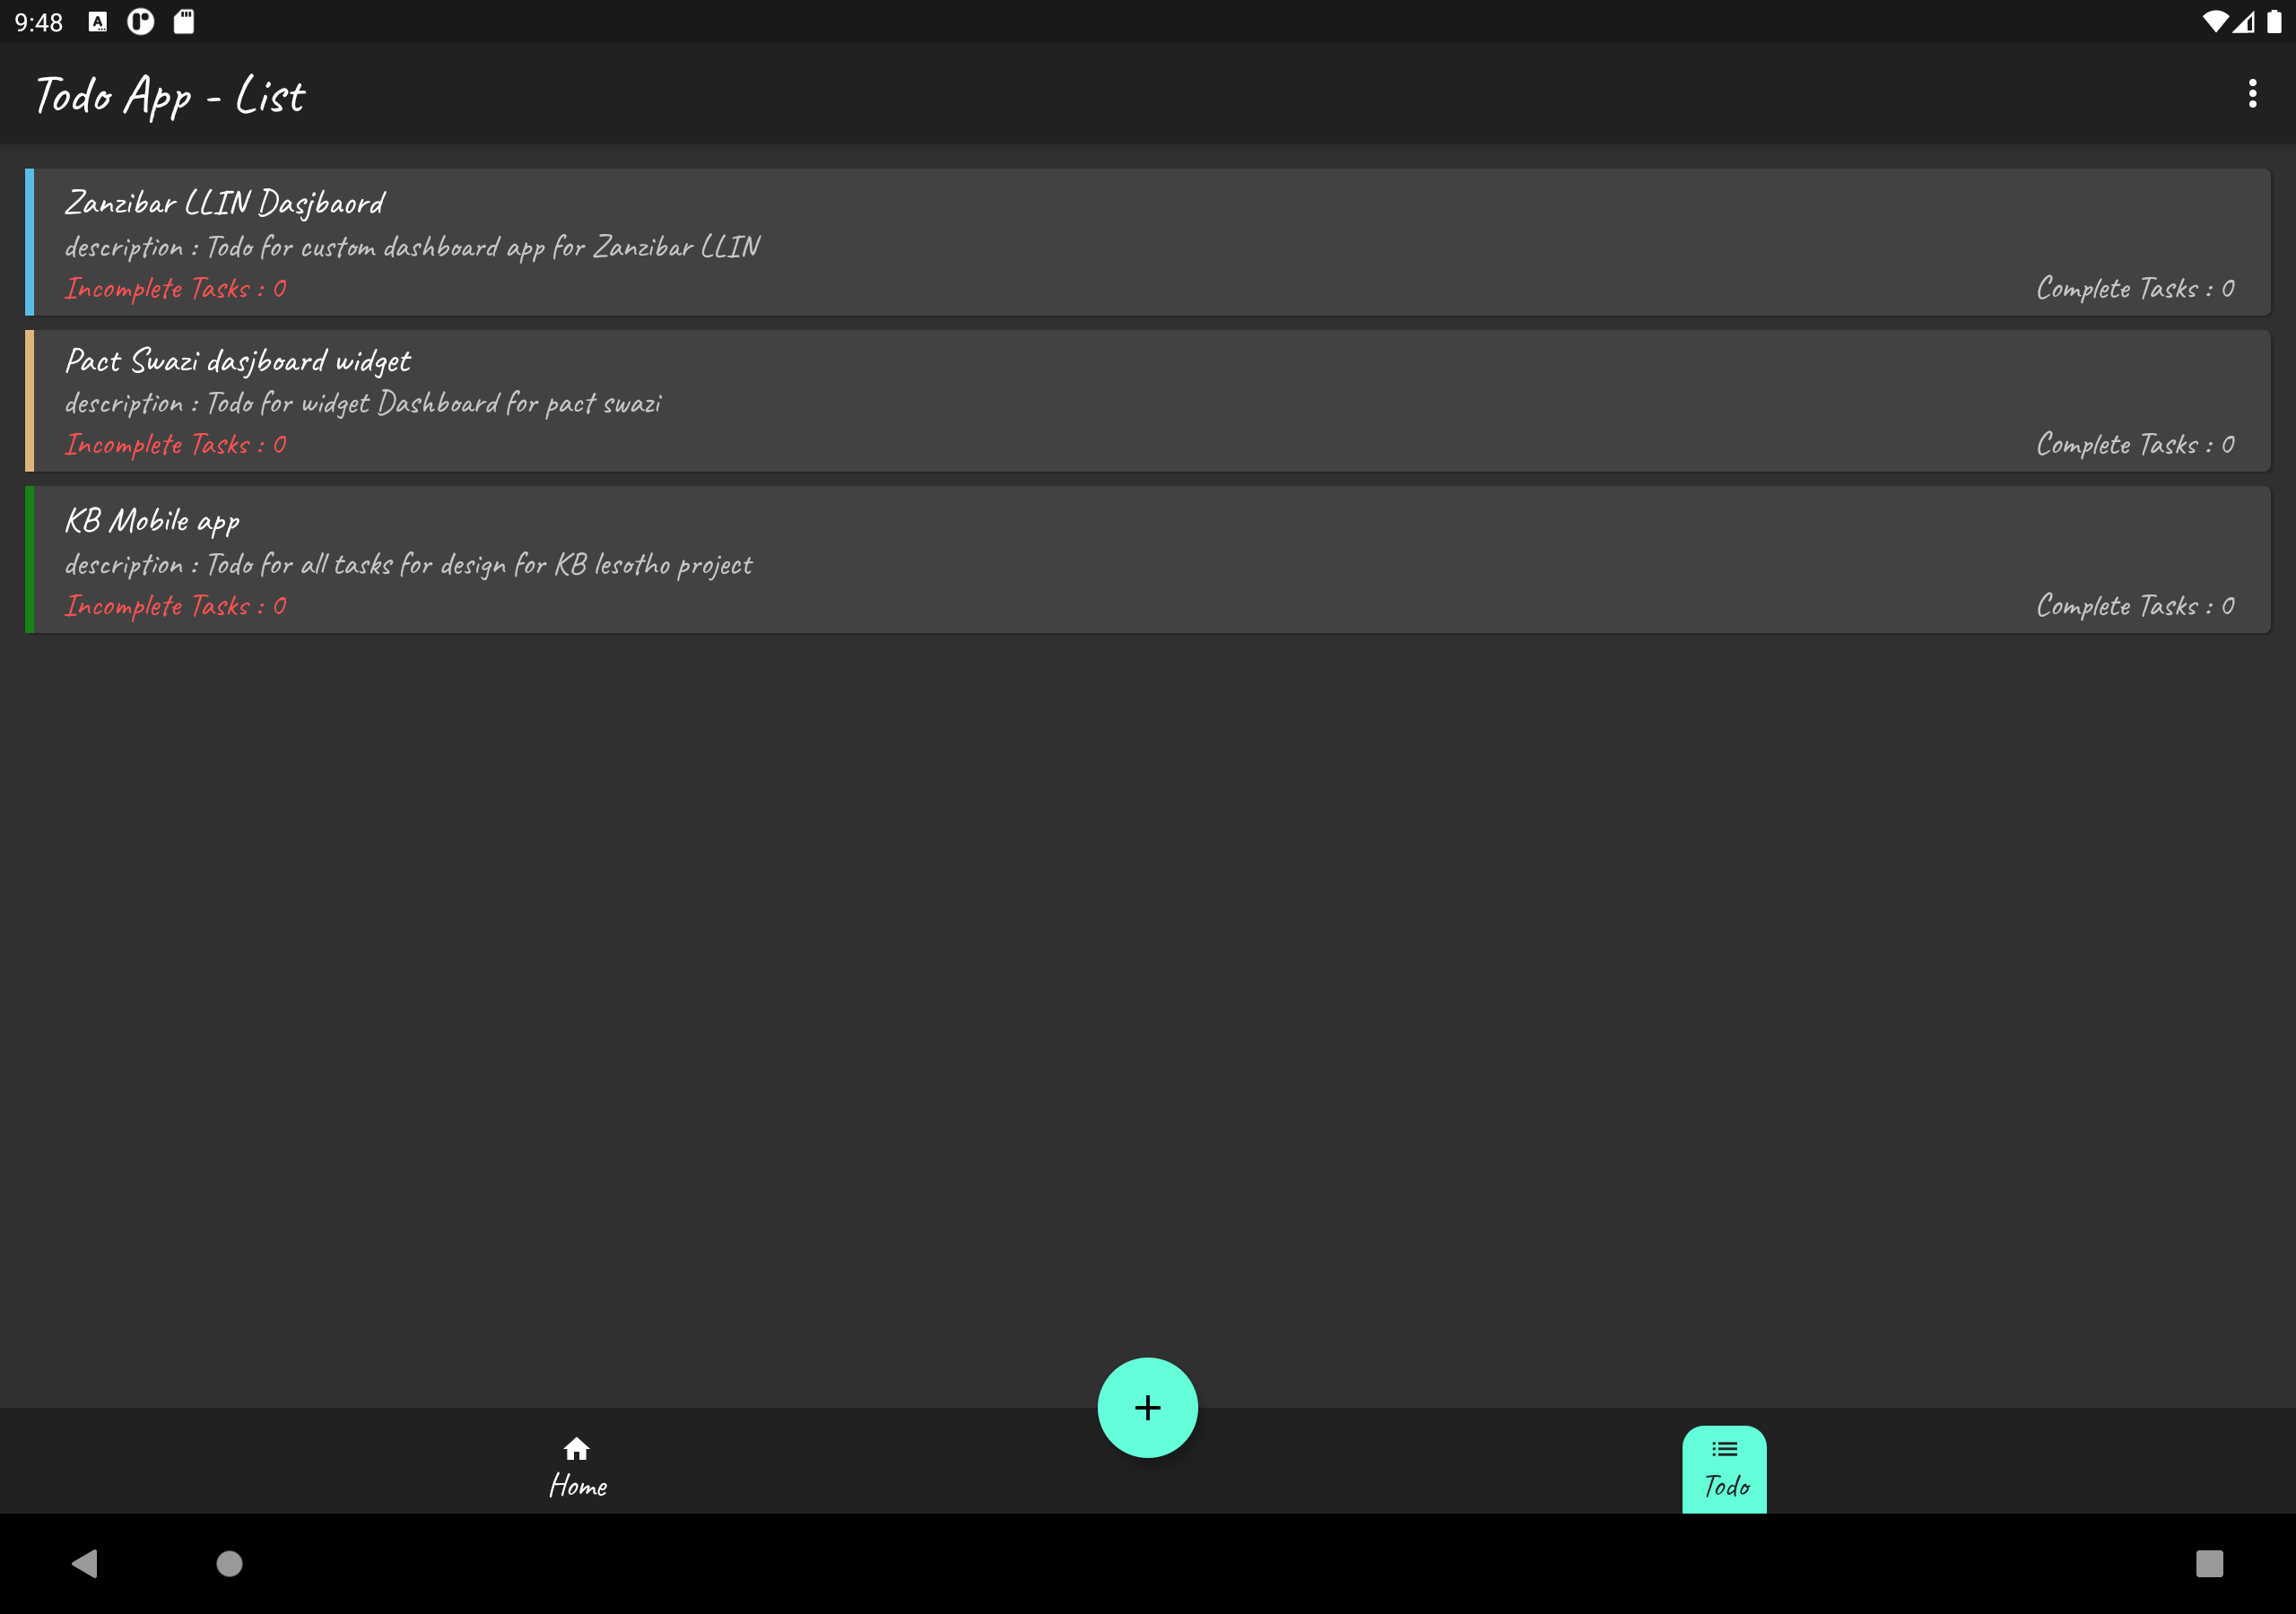 9:48
Todo App - List
Zanzibar LLIN Dasjbaord
description : Todo for custom dashboard app for Zanzibar LLIN
Incomplete Tasks : 0
Complete Tasks : 0
Pact Swazi dasjboard widget
description : Todo for widget Dashboard for pact swazi
Incomplete Tasks : 0
Complete Tasks : 0
KB Mobile app
description : Todo for all tasks for design for KB lesotho project
Incomplete Tasks : 0
Complete Tasks : 0
Home
Todo